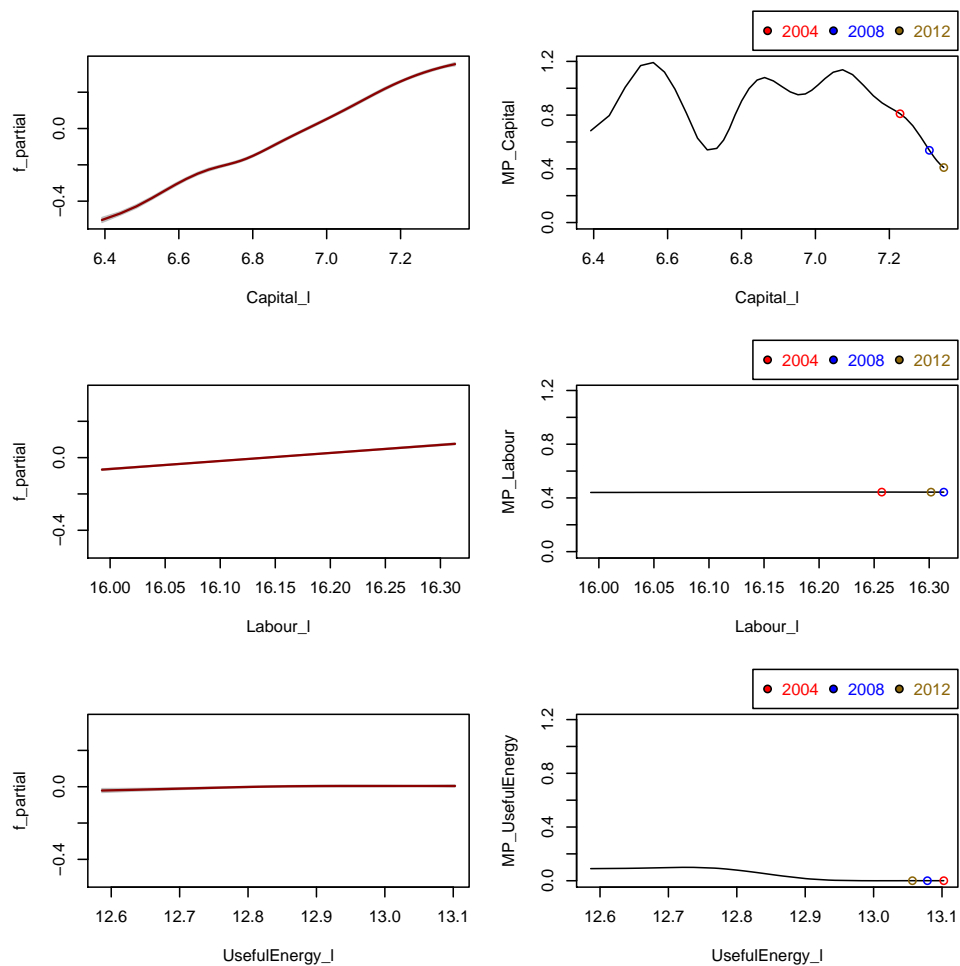 2004 2008 2012
f_partial
0.0
−0.4
6.4 6.6 6.8 7.0 7.2
Capital_l
MP_Capital
1.2
0.8
0.4
0.0
6.4 6.6 6.8 7.0 7.2
Capital_l
2004 2008 2012
f_partial
0.0
−0.4
16.00 16.05 16.10 16.15 16.20 16.25 16.30
Labour_l
MP_Labour
1.2
0.8
0.4
0.0
16.00 16.05 16.10 16.15 16.20 16.25 16.30
Labour_l
2004 2008 2012
f_partial
0.0
−0.4
12.6 12.7 12.8 12.9 13.0 13.1
UsefulEnergy_l
MP_UsefulEnergy
1.2
0.8
0.4
0.0
12.6 12.7 12.8 12.9 13.0 13.1
UsefulEnergy_l